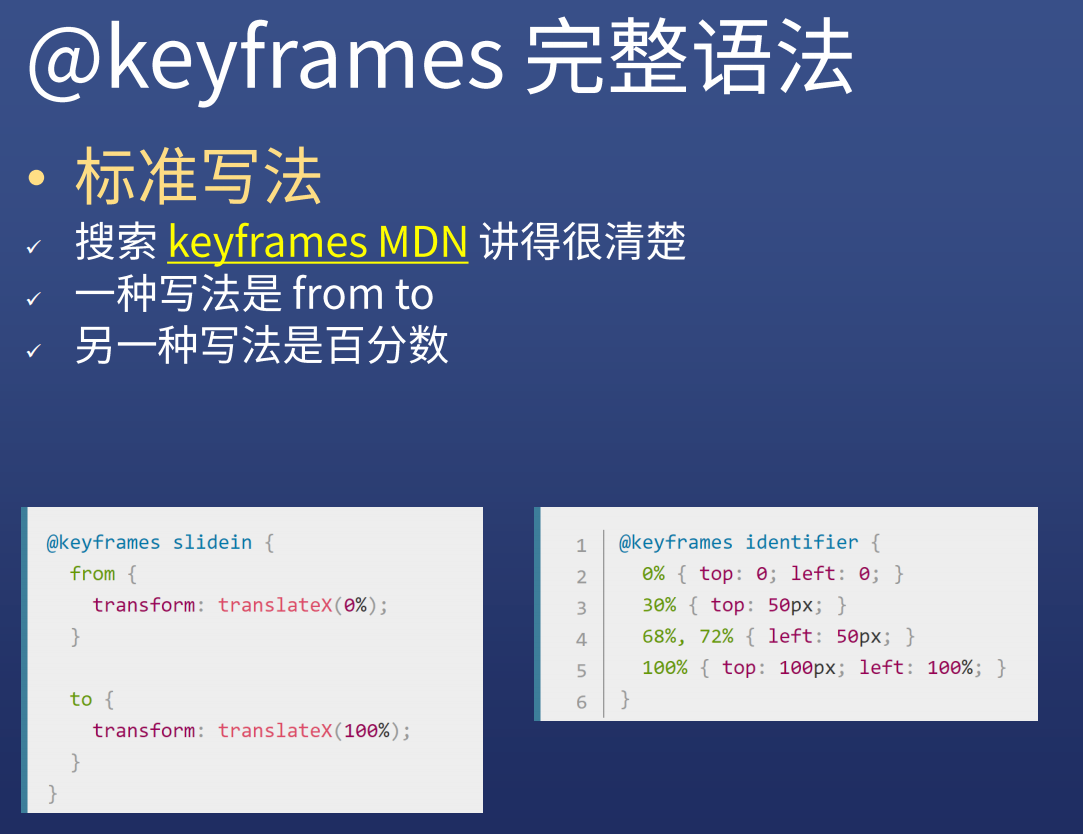 @keyframes 完整语法
• 标准写法
✓ 搜索 keyframes MDN 讲得很清楚
✓ 一种写法是 from to
✓ 另一种写法是百分数
@keyframes slidein {
from {
transform: translateX(0%);
}
to {
transform: translateX(100%);
}
}
1 @keyframes identifier {
2 0% { top: 0; left: 0; }
3 30% { top: 50px; }
4 68%, 72% { left: 50px; }
5 100% { top: 100px; left: 100%; }
6 }